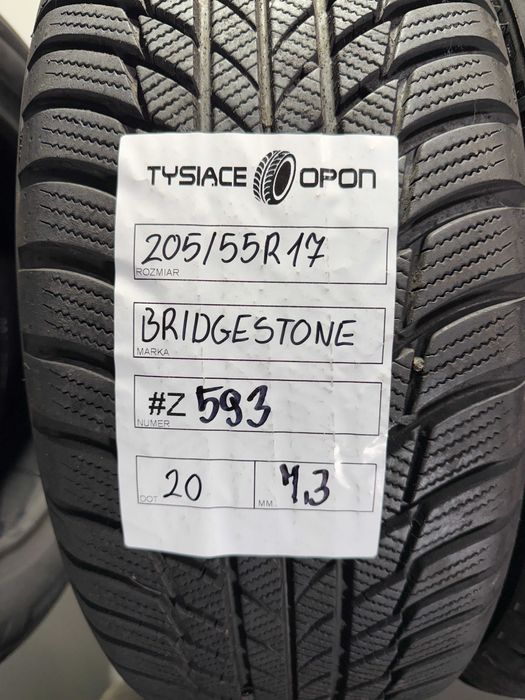 TYSIACE OPON
205/55R17
ROZMIAR
BRIDGESTONE
MARKA
#Z 593
NUMER
20 7,3
DOT MM